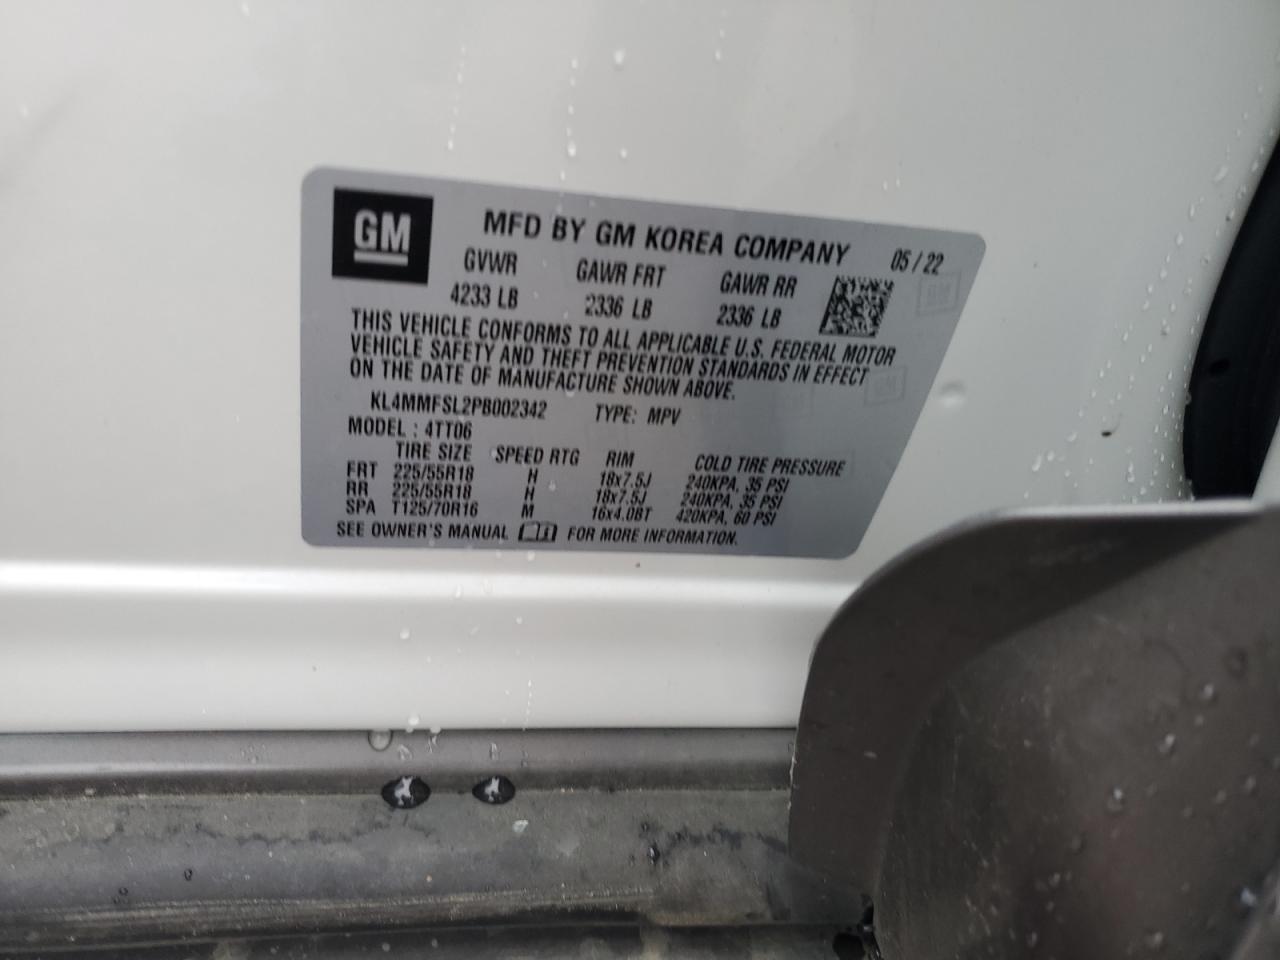 GM MFD BY GM KOREA COMPANY 05 / 22
GVWR GAWR FRT GAWR RR
4233 LB 2336 LB 2336 LB
THIS VEHICLE CONFORMS TO ALL APPLICABLE U.S. FEDERAL MOTOR
VEHICLE SAFETY AND THEFT PREVENTION STANDARDS IN EFFECT
ON THE DATE OF MANUFACTURE SHOWN ABOVE.
KL4MMFSL2PB002342 TYPE: MPV
MODEL : 4TT06
TIRE SIZE SPEED RTG RIM COLD TIRE PRESSURE
FRT 225/55R18 H 18x7.5J 240KPA, 35 PSI
RR 225/55R18 H 18x7.5J 240KPA, 35 PSI
SPA T125/70R16 M 16x4.0BT 420KPA, 60 PSI
SEE OWNER'S MANUAL FOR MORE INFORMATION.
GM
GM